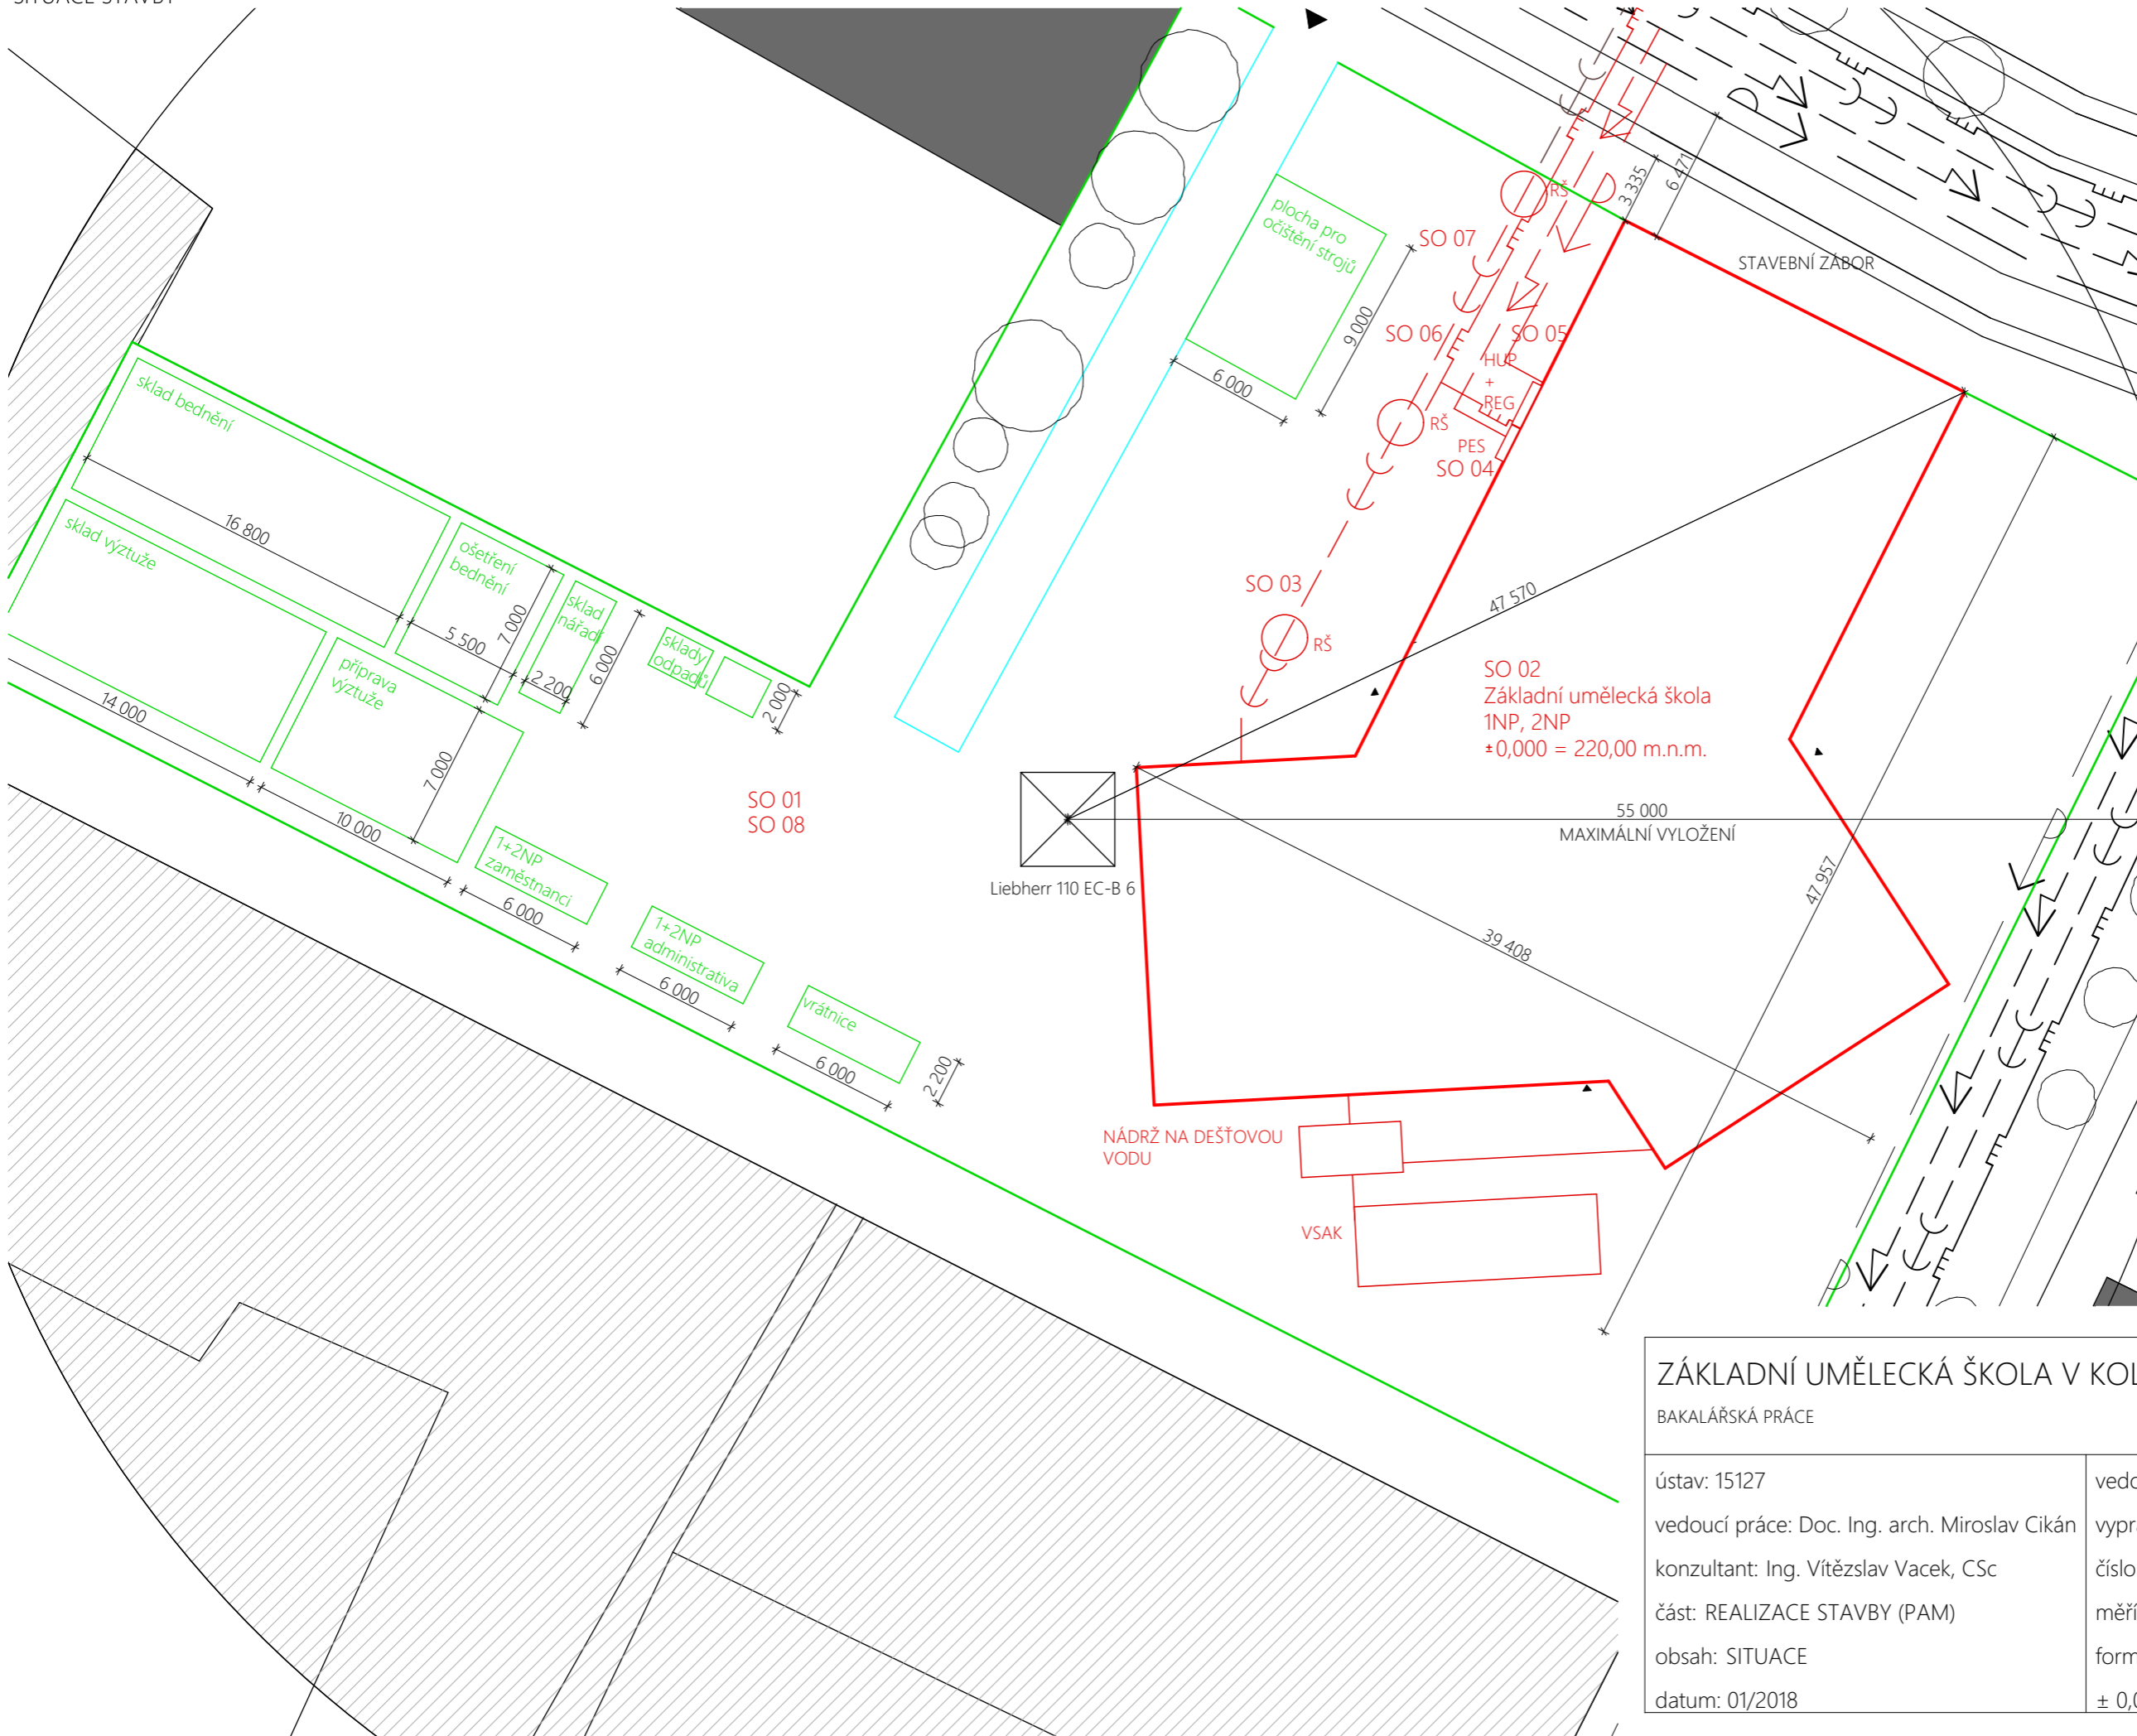 SITUACE STAVBY
plocha pro
očištění strojů
9 000
6 000
RŠ
3 335
6 471
SO 07
STAVEBNÍ ZÁBOR
SO 06
SO 05
HUP
+
REG
RŠ
PES
SO 04
sklad bednění
16 800
sklad výztuže
14 000
ošetření
bednění
7 000
5 500
sklad
nářadí
2 200
6 000
sklady
odpadů
2 000
příprava
výztuže
7 000
10 000
SO 03
RŠ
47 570
SO 02
Základní umělecká škola
1NP, 2NP
±0,000 = 220,00 m.n.m.
SO 01
SO 08
55 000
MAXIMÁLNÍ VYLOŽENÍ
Liebherr 110 EC-B 6
1+2NP
zaměstnanci
6 000
1+2NP
administrativa
6 000
vrátnice
6 000
2 200
39 408
47 957
NÁDRŽ NA DEŠŤOVOU
VODU
VSAK
ZÁKLADNÍ UMĚLECKÁ ŠKOLA V
BAKALÁŘSKÁ PRÁCE
ústav: 15127
vedoucí práce: Doc. Ing. arch. Miroslav Cikán
konzultant: Ing. Vítězslav Vacek, CSc
číslo
část: REALIZACE STAVBY (PAM)
obsah: SITUACE
datum: 01/2018